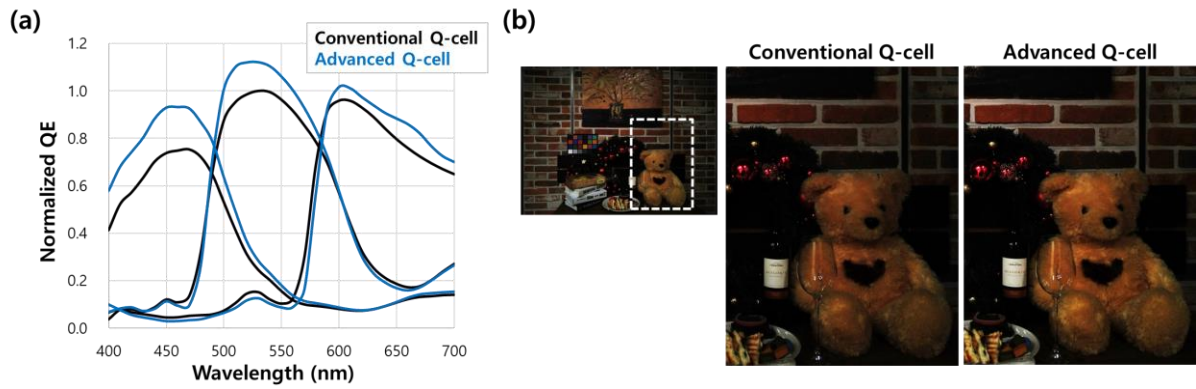 (a)
1.2
1.0
0.8
0.6
0.4
0.2
0.0
Normalized QE
400 450 500 550 600 650 700
Wavelength (nm)
Conventional Q-cell
Advanced Q-cell
(b)
Conventional Q-cell Advanced Q-cell